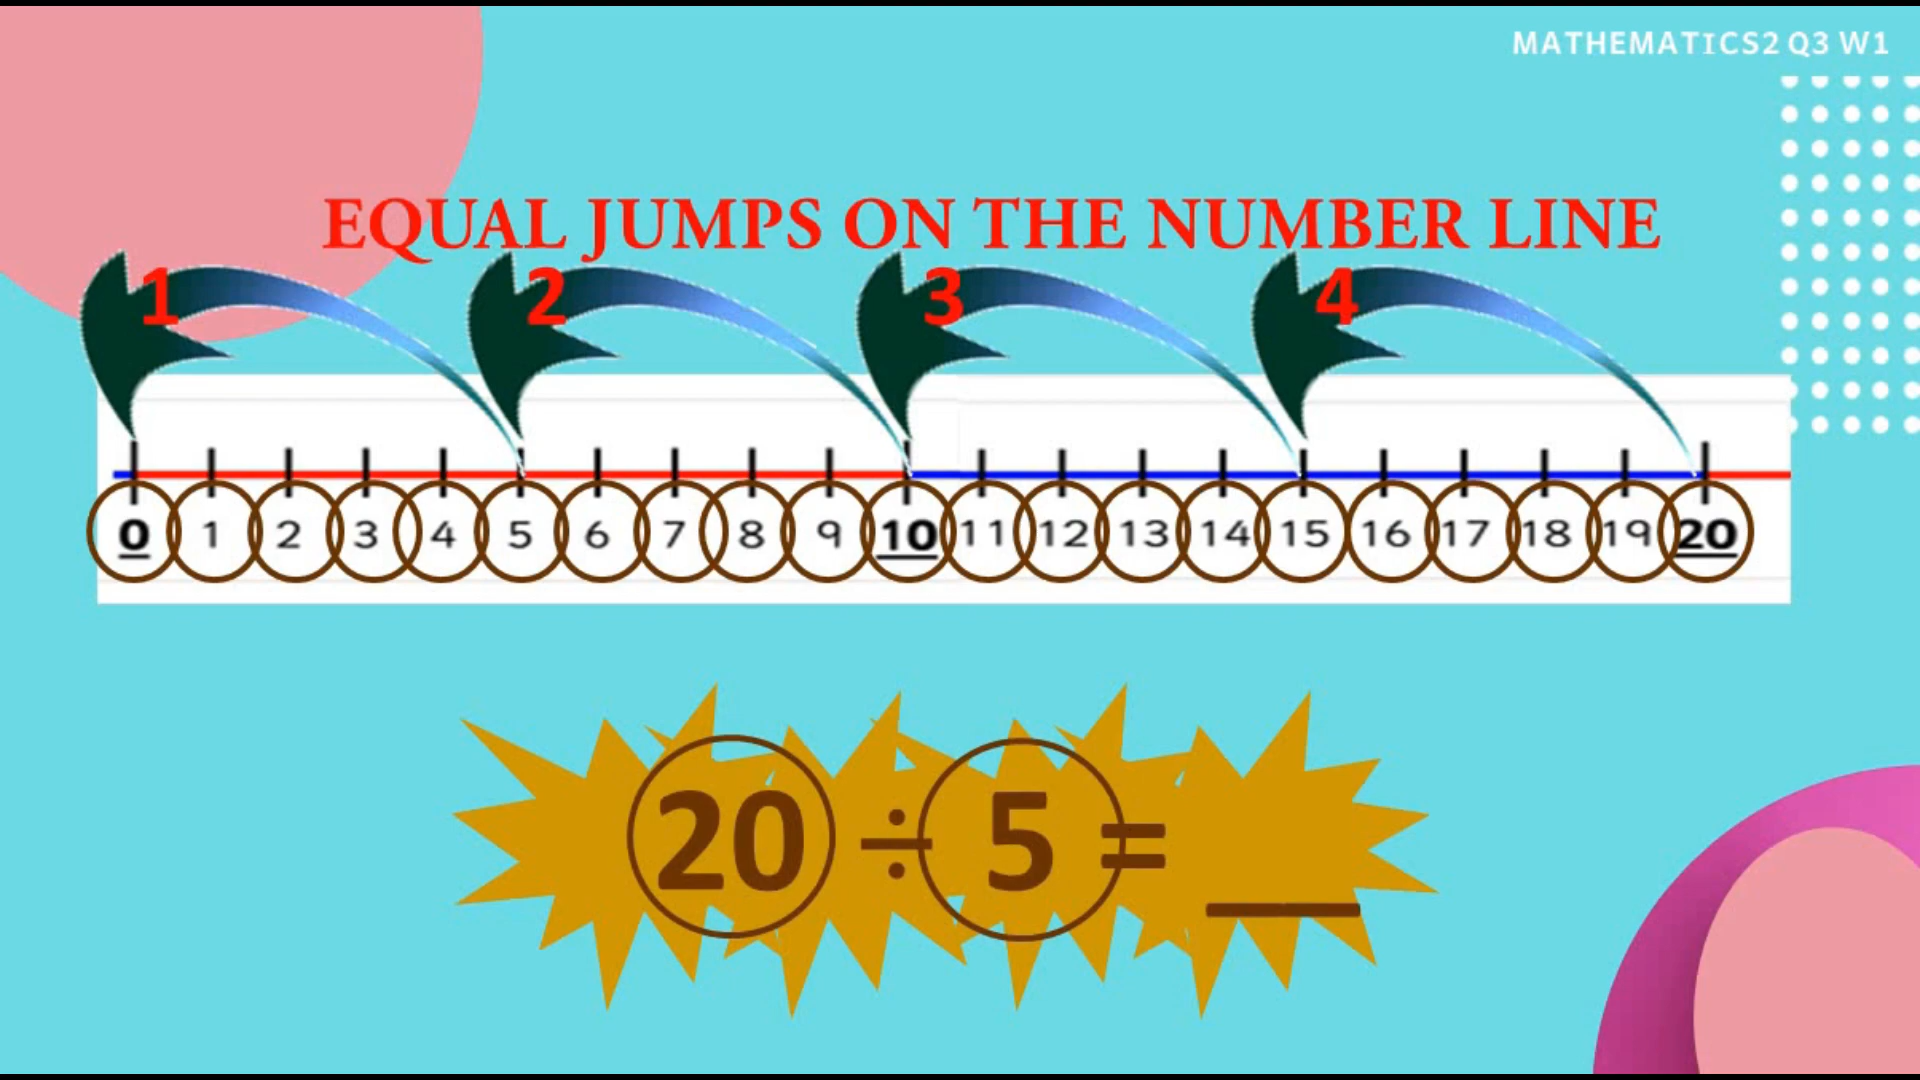 MATHEMATICS2 Q3 W1
EQUAL JUMPS ON THE NUMBER LINE
1 2 3 4
0 1 2 3 4 5 6 7 8 9 10 11 12 13 14 15 16 17 18 19 20
20 ÷ 5 = __